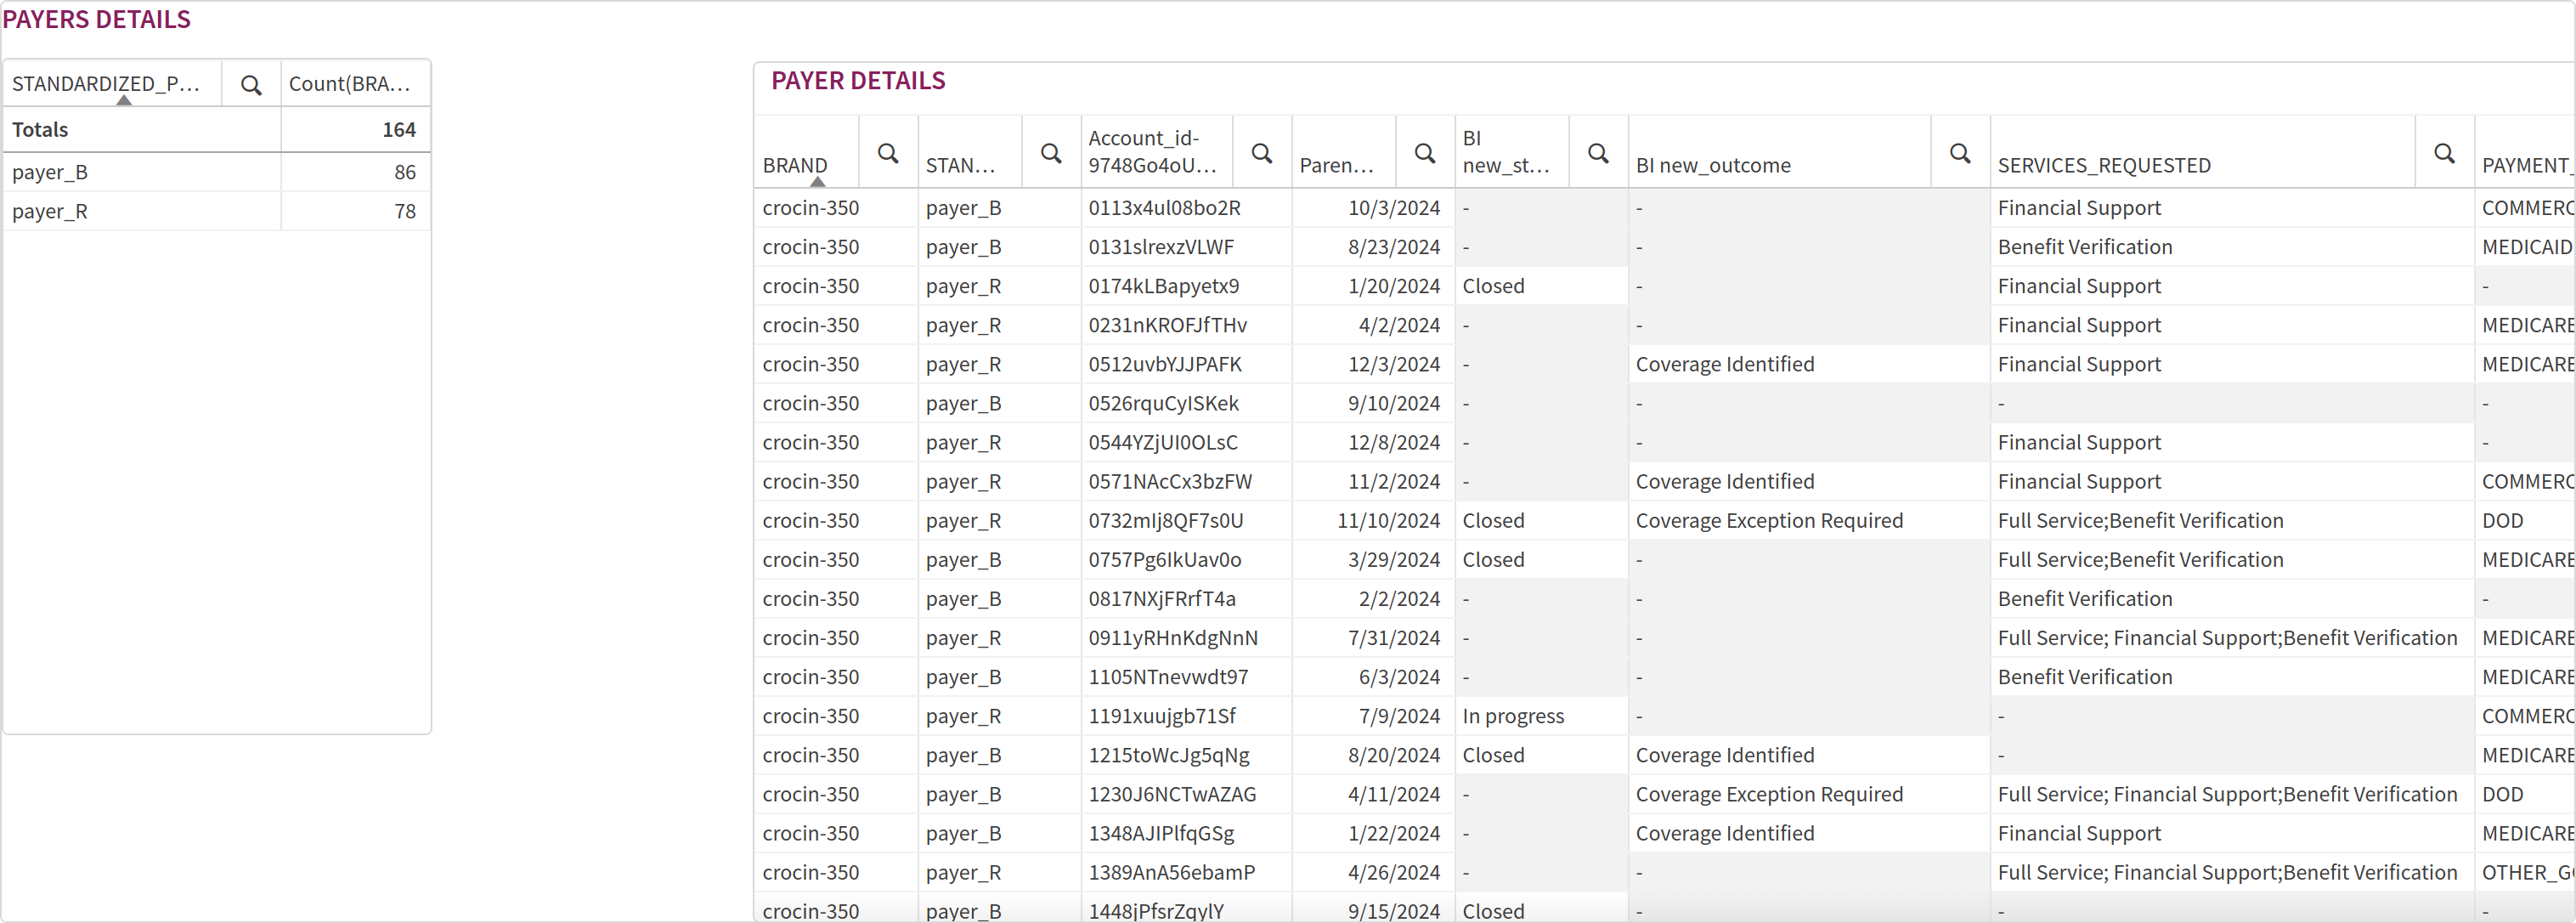 PAYERS DETAILS
STANDARDIZED_P... Count(BRA...
Totals 164
payer_B 86
payer_R 78
PAYER DETAILS
BRAND STAN... Account_id-9748Go4oU... Paren... BI new_st... BI new_outcome SERVICES_REQUESTED PAYMENT_
crocin-350 payer_B 0113x4ul08bo2R 10/3/2024 - - Financial Support COMMERC
crocin-350 payer_B 0131slrexzVLWF 8/23/2024 - - Benefit Verification MEDICAID
crocin-350 payer_R 0174kLBapyetx9 1/20/2024 Closed - Financial Support -
crocin-350 payer_R 0231nKROFJfTHv 4/2/2024 - - Financial Support MEDICARE
crocin-350 payer_R 0512uvbYJJPAFK 12/3/2024 - Coverage Identified Financial Support MEDICARE
crocin-350 payer_B 0526rquCyISKek 9/10/2024 - - - -
crocin-350 payer_R 0544YZjUI0OLsC 12/8/2024 - - Financial Support -
crocin-350 payer_R 0571NAcCx3bzFW 11/2/2024 - Coverage Identified Financial Support COMMERC
crocin-350 payer_R 0732mIj8QF7s0U 11/10/2024 Closed Coverage Exception Required Full Service;Benefit Verification DOD
crocin-350 payer_B 0757Pg6IkUav0o 3/29/2024 Closed - Full Service;Benefit Verification MEDICARE
crocin-350 payer_B 0817NXjFRrfT4a 2/2/2024 - - Benefit Verification -
crocin-350 payer_R 0911yRHnKdgNnN 7/31/2024 - - Full Service; Financial Support;Benefit Verification MEDICARE
crocin-350 payer_B 1105NTnevwdt97 6/3/2024 - - Benefit Verification MEDICARE
crocin-350 payer_R 1191xuujgb71Sf 7/9/2024 In progress - - COMMERC
crocin-350 payer_B 1215toWcJg5qNg 8/20/2024 Closed Coverage Identified - MEDICARE
crocin-350 payer_B 1230J6NCTwAZAG 4/11/2024 - Coverage Exception Required Full Service; Financial Support;Benefit Verification DOD
crocin-350 payer_B 1348AJIPlfqGSg 1/22/2024 - Coverage Identified Financial Support MEDICARE
crocin-350 payer_R 1389AnA56ebamP 4/26/2024 - - Full Service; Financial Support;Benefit Verification OTHER_G
crocin-350 payer_B 1448jPfsrZqylY 9/15/2024 Closed - - -